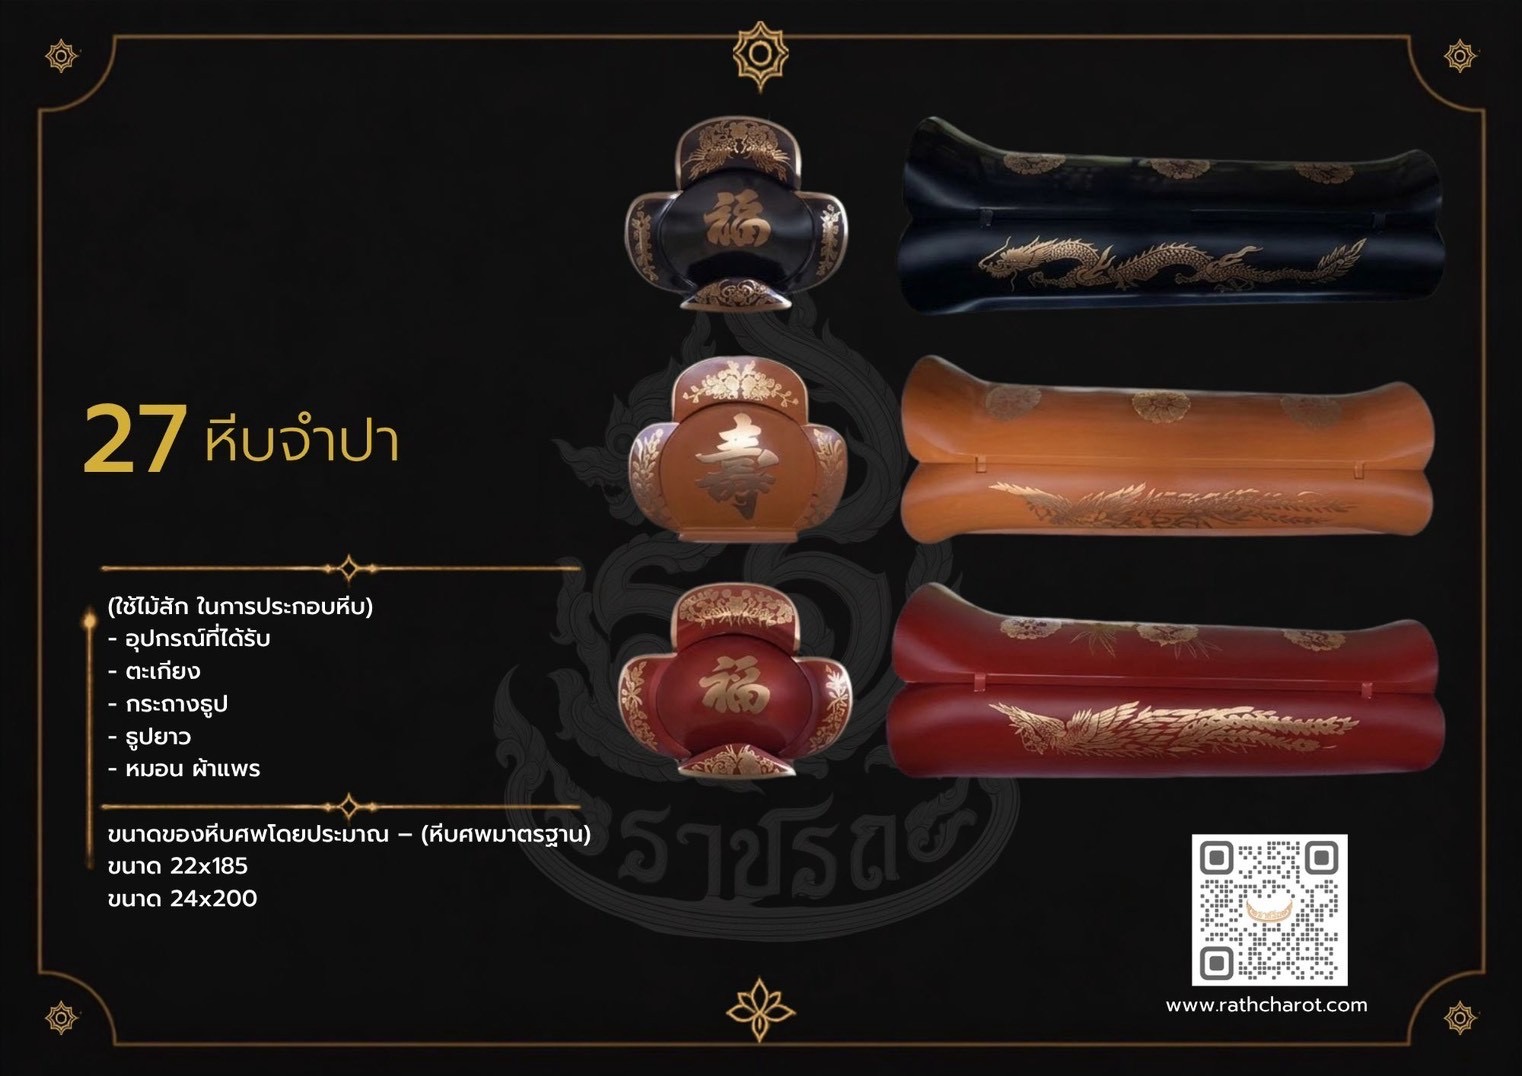 27 หีบจำปา
(ใช้ไม้สัก ในการประกอบหีบ)
- อุปกรณ์ที่ได้รับ
- ตะเกียง
- กระถางธูป
- ธูปยาว
- หมอน ผ้าแพร
ขนาดของหีบศพโดยประมาณ – (หีบศพมาตรฐาน)
ขนาด 22x185
ขนาด 24x200
福
壽
福
ราชรถ
www.rathcharot.com